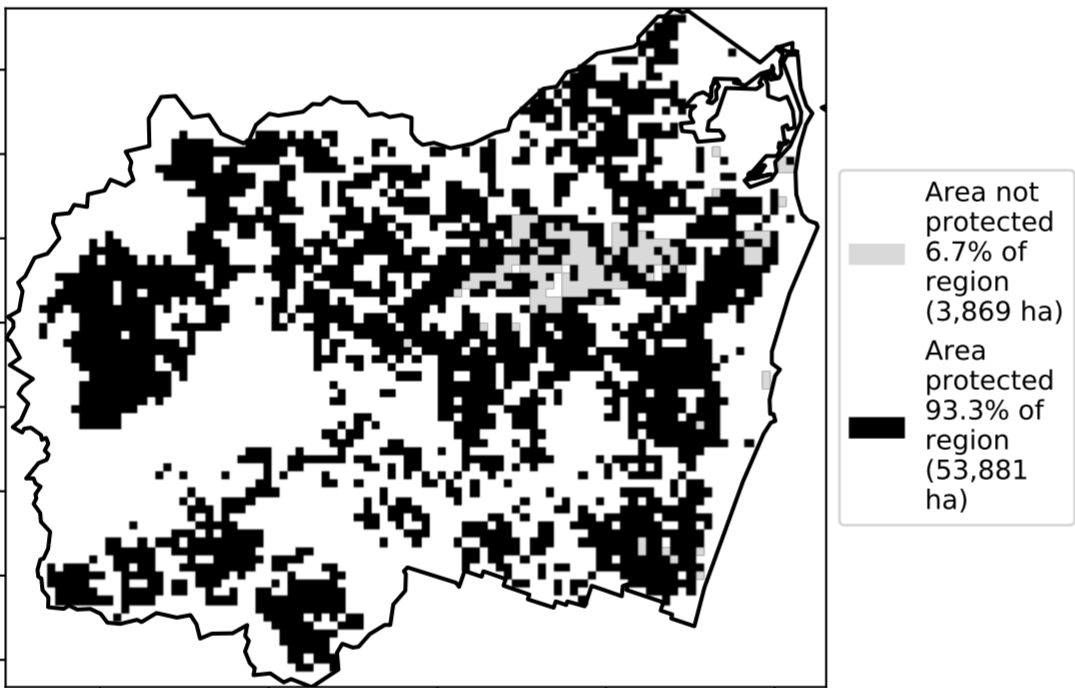 Area not
protected
6.7% of
region
(3,869 ha)
Area
protected
93.3% of
region
(53,881
ha)